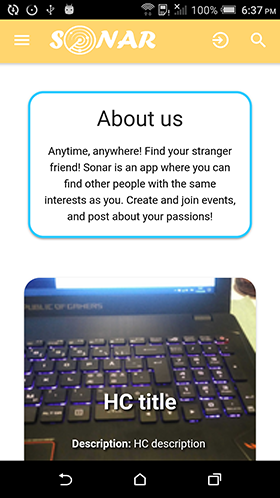 100% 6:37 PM
SONAR
About us
Anytime, anywhere! Find your stranger
friend! Sonar is an app where you can
find other people with the same
interests as you. Create and join events,
and post about your passions!
REPUBLIC OF GAMERS
HC title
Description: HC description